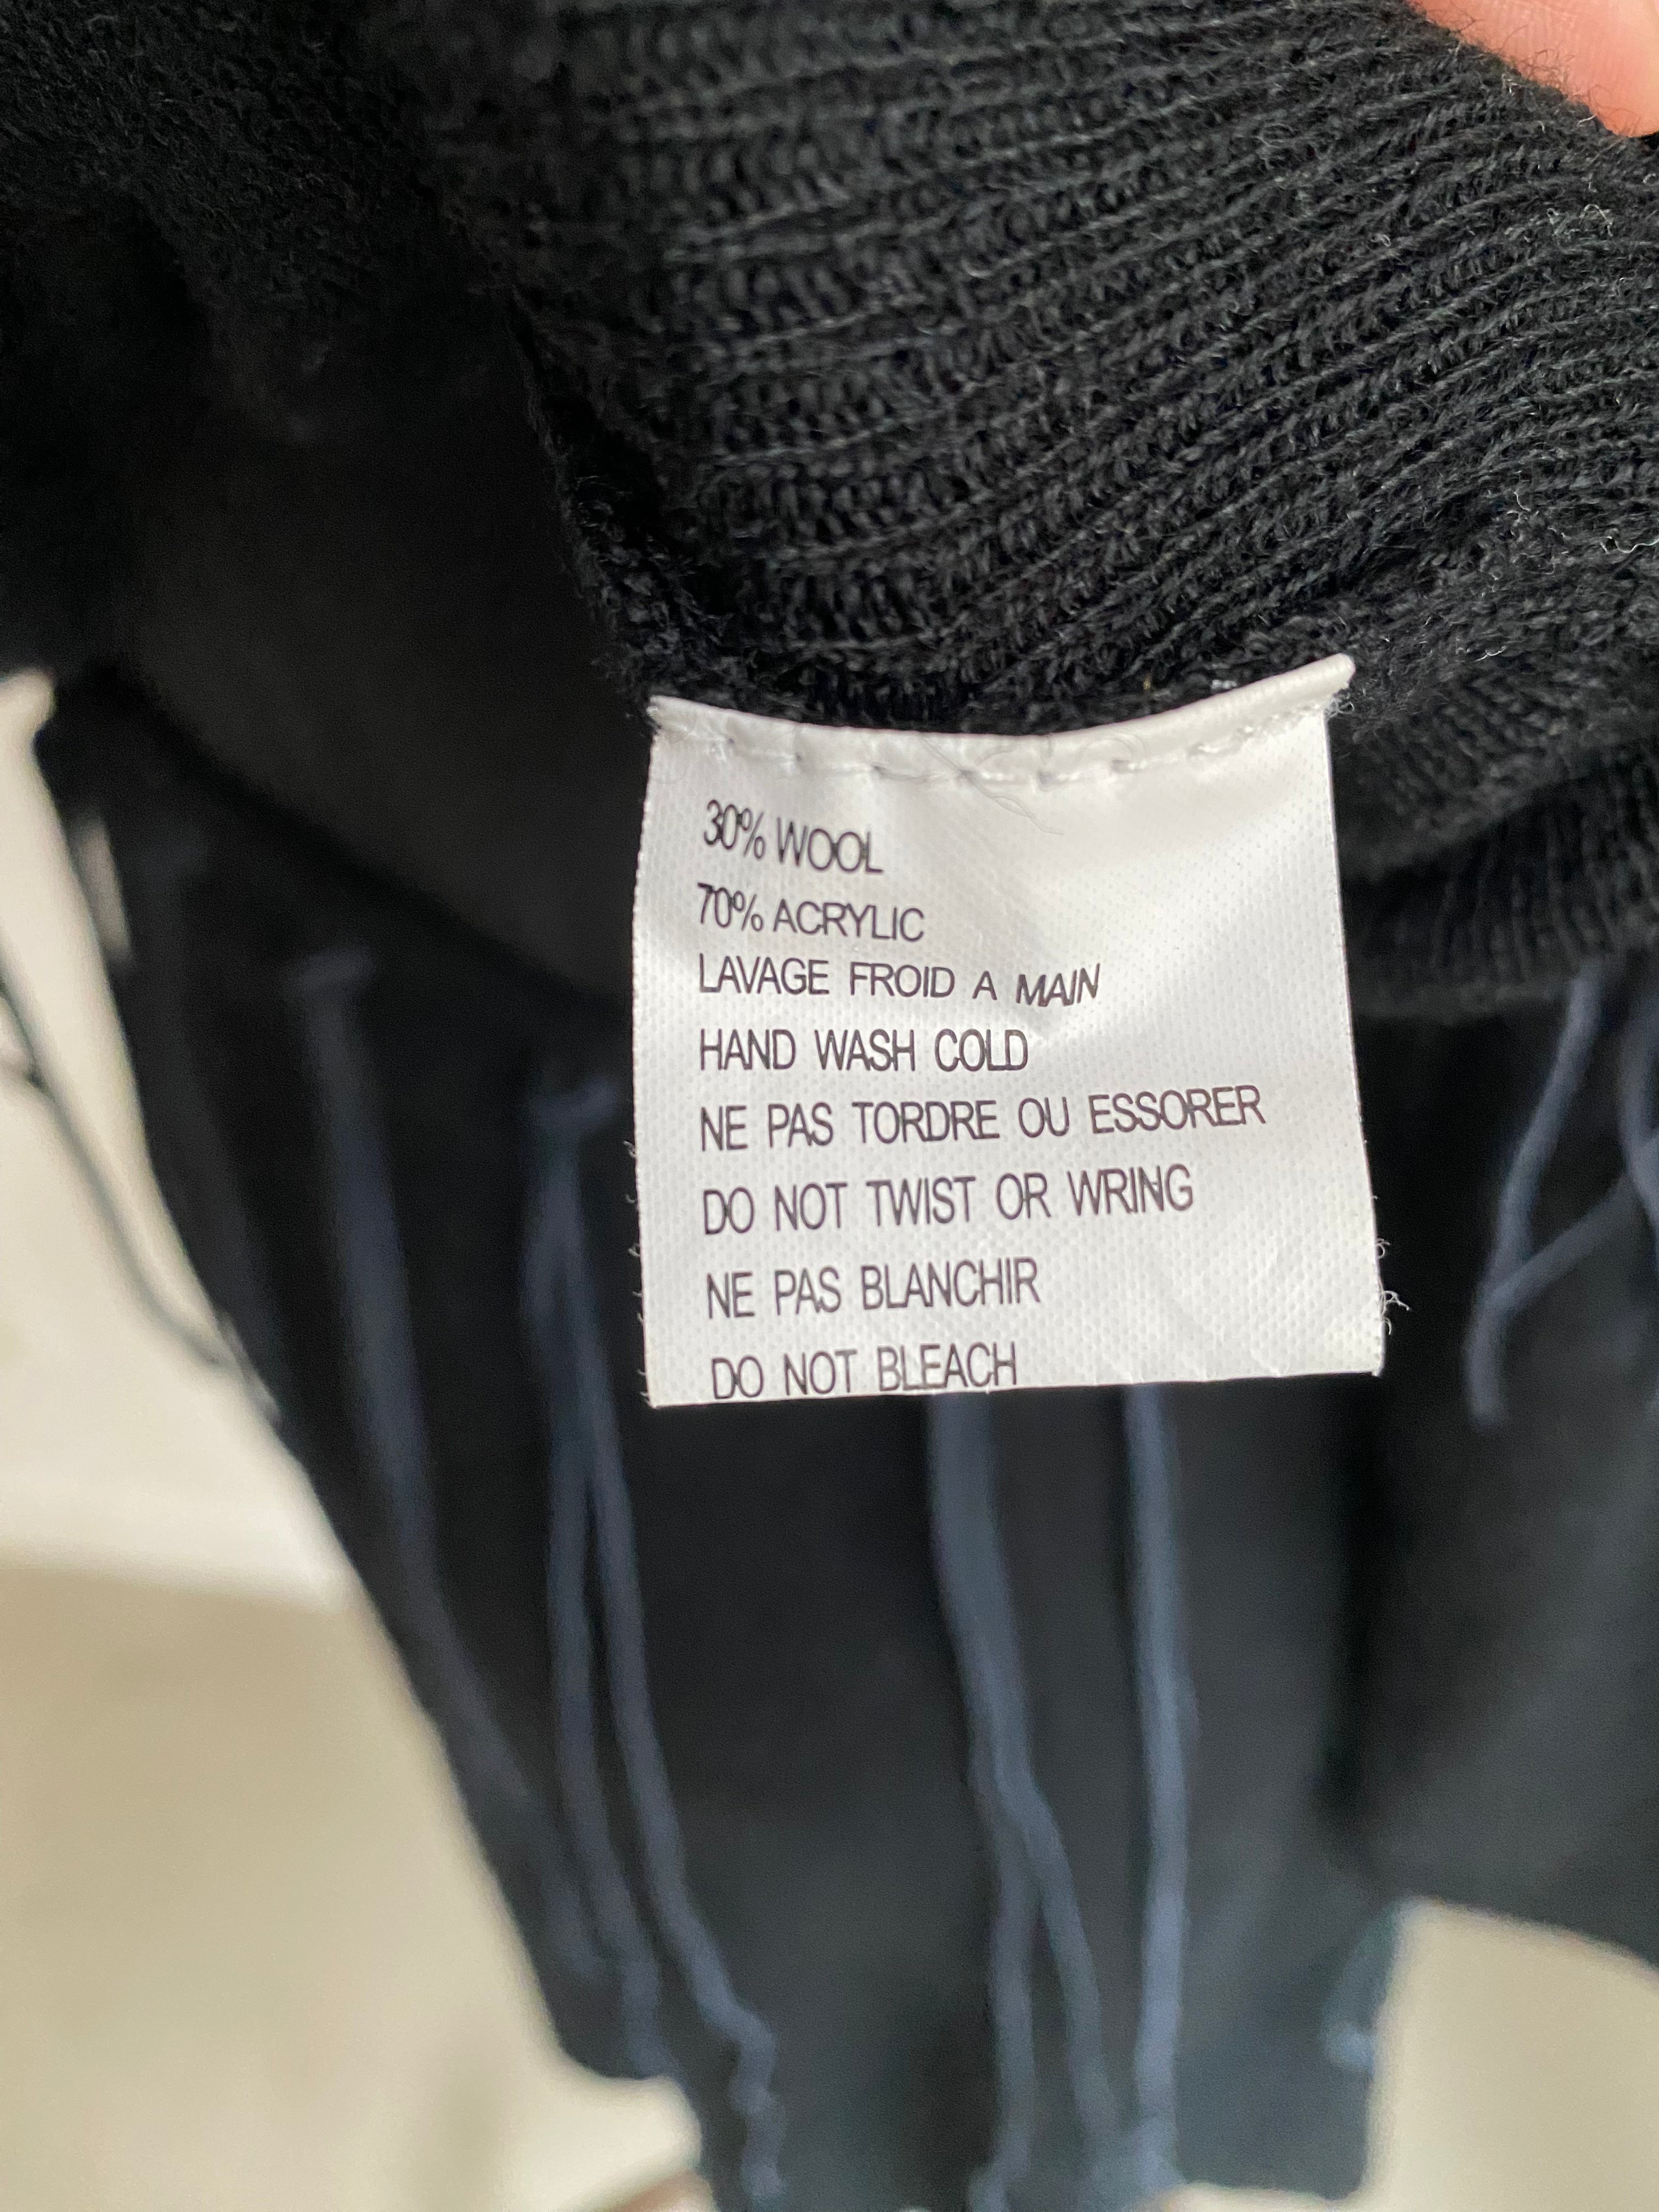 30% WOOL
70% ACRYLIC
LAVAGE FROID A MAIN
HAND WASH COLD
NE PAS TORDRE OU ESSORER
DO NOT TWIST OR WRING
NE PAS BLANCHIR
DO NOT BLEACH